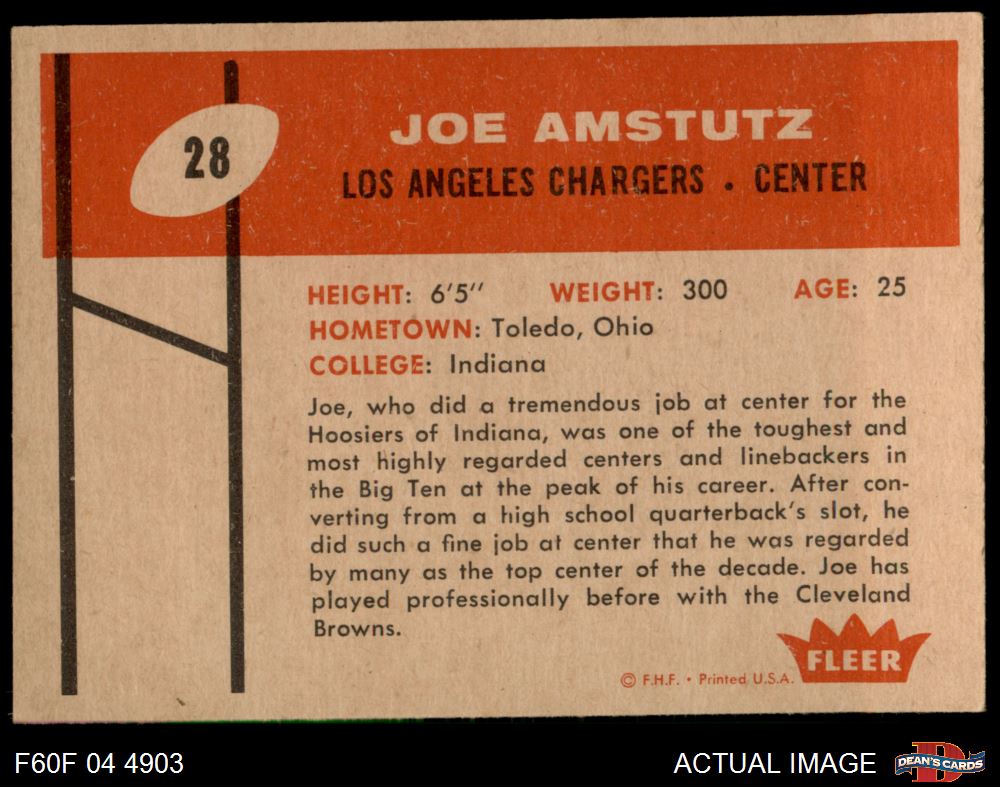 28
JOE AMSTUTZ
LOS ANGELES CHARGERS . CENTER
HEIGHT: 6'5'' WEIGHT: 300 AGE: 25
HOMETOWN: Toledo, Ohio
COLLEGE: Indiana
Joe, who did a tremendous job at center for the
Hoosiers of Indiana, was one of the toughest and
most highly regarded centers and linebackers in
the Big Ten at the peak of his career. After con-
verting from a high school quarterback's slot, he
did such a fine job at center that he was regarded
by many as the top center of the decade. Joe has
played professionally before with the Cleveland
Browns.
FLEER
© F.H.F. • Printed U.S.A.
F60F 04 4903
ACTUAL IMAGE
DEAN'S CARDS